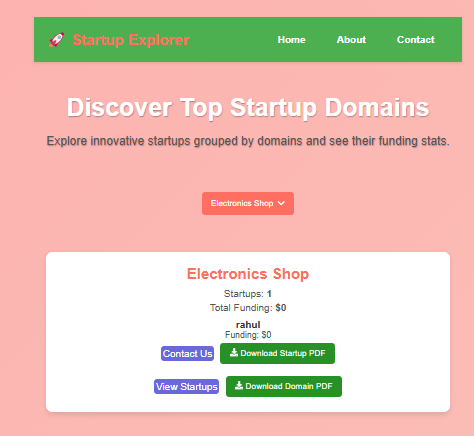 🚀 Startup Explorer Home About Contact
Discover Top Startup Domains
Explore innovative startups grouped by domains and see their funding stats.
Electronics Shop
Electronics Shop
Startups: 1
Total Funding: $0
rahul
Funding: $0
Contact Us Download Startup PDF
View Startups Download Domain PDF